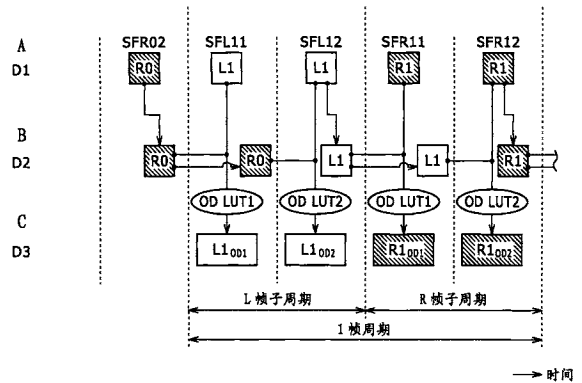 A SFR02 SFL11 SFL12 SFR11 SFR12
D1 R0 L1 L1 R1 R1
B
D2 R0 R0 L1 L1 R1
OD LUT1 OD LUT2 OD LUT1 OD LUT2
C
D3 L1OD1 L1OD2 R1OD1 R1OD2
L 帧子周期 R 帧子周期
1 帧周期
时间